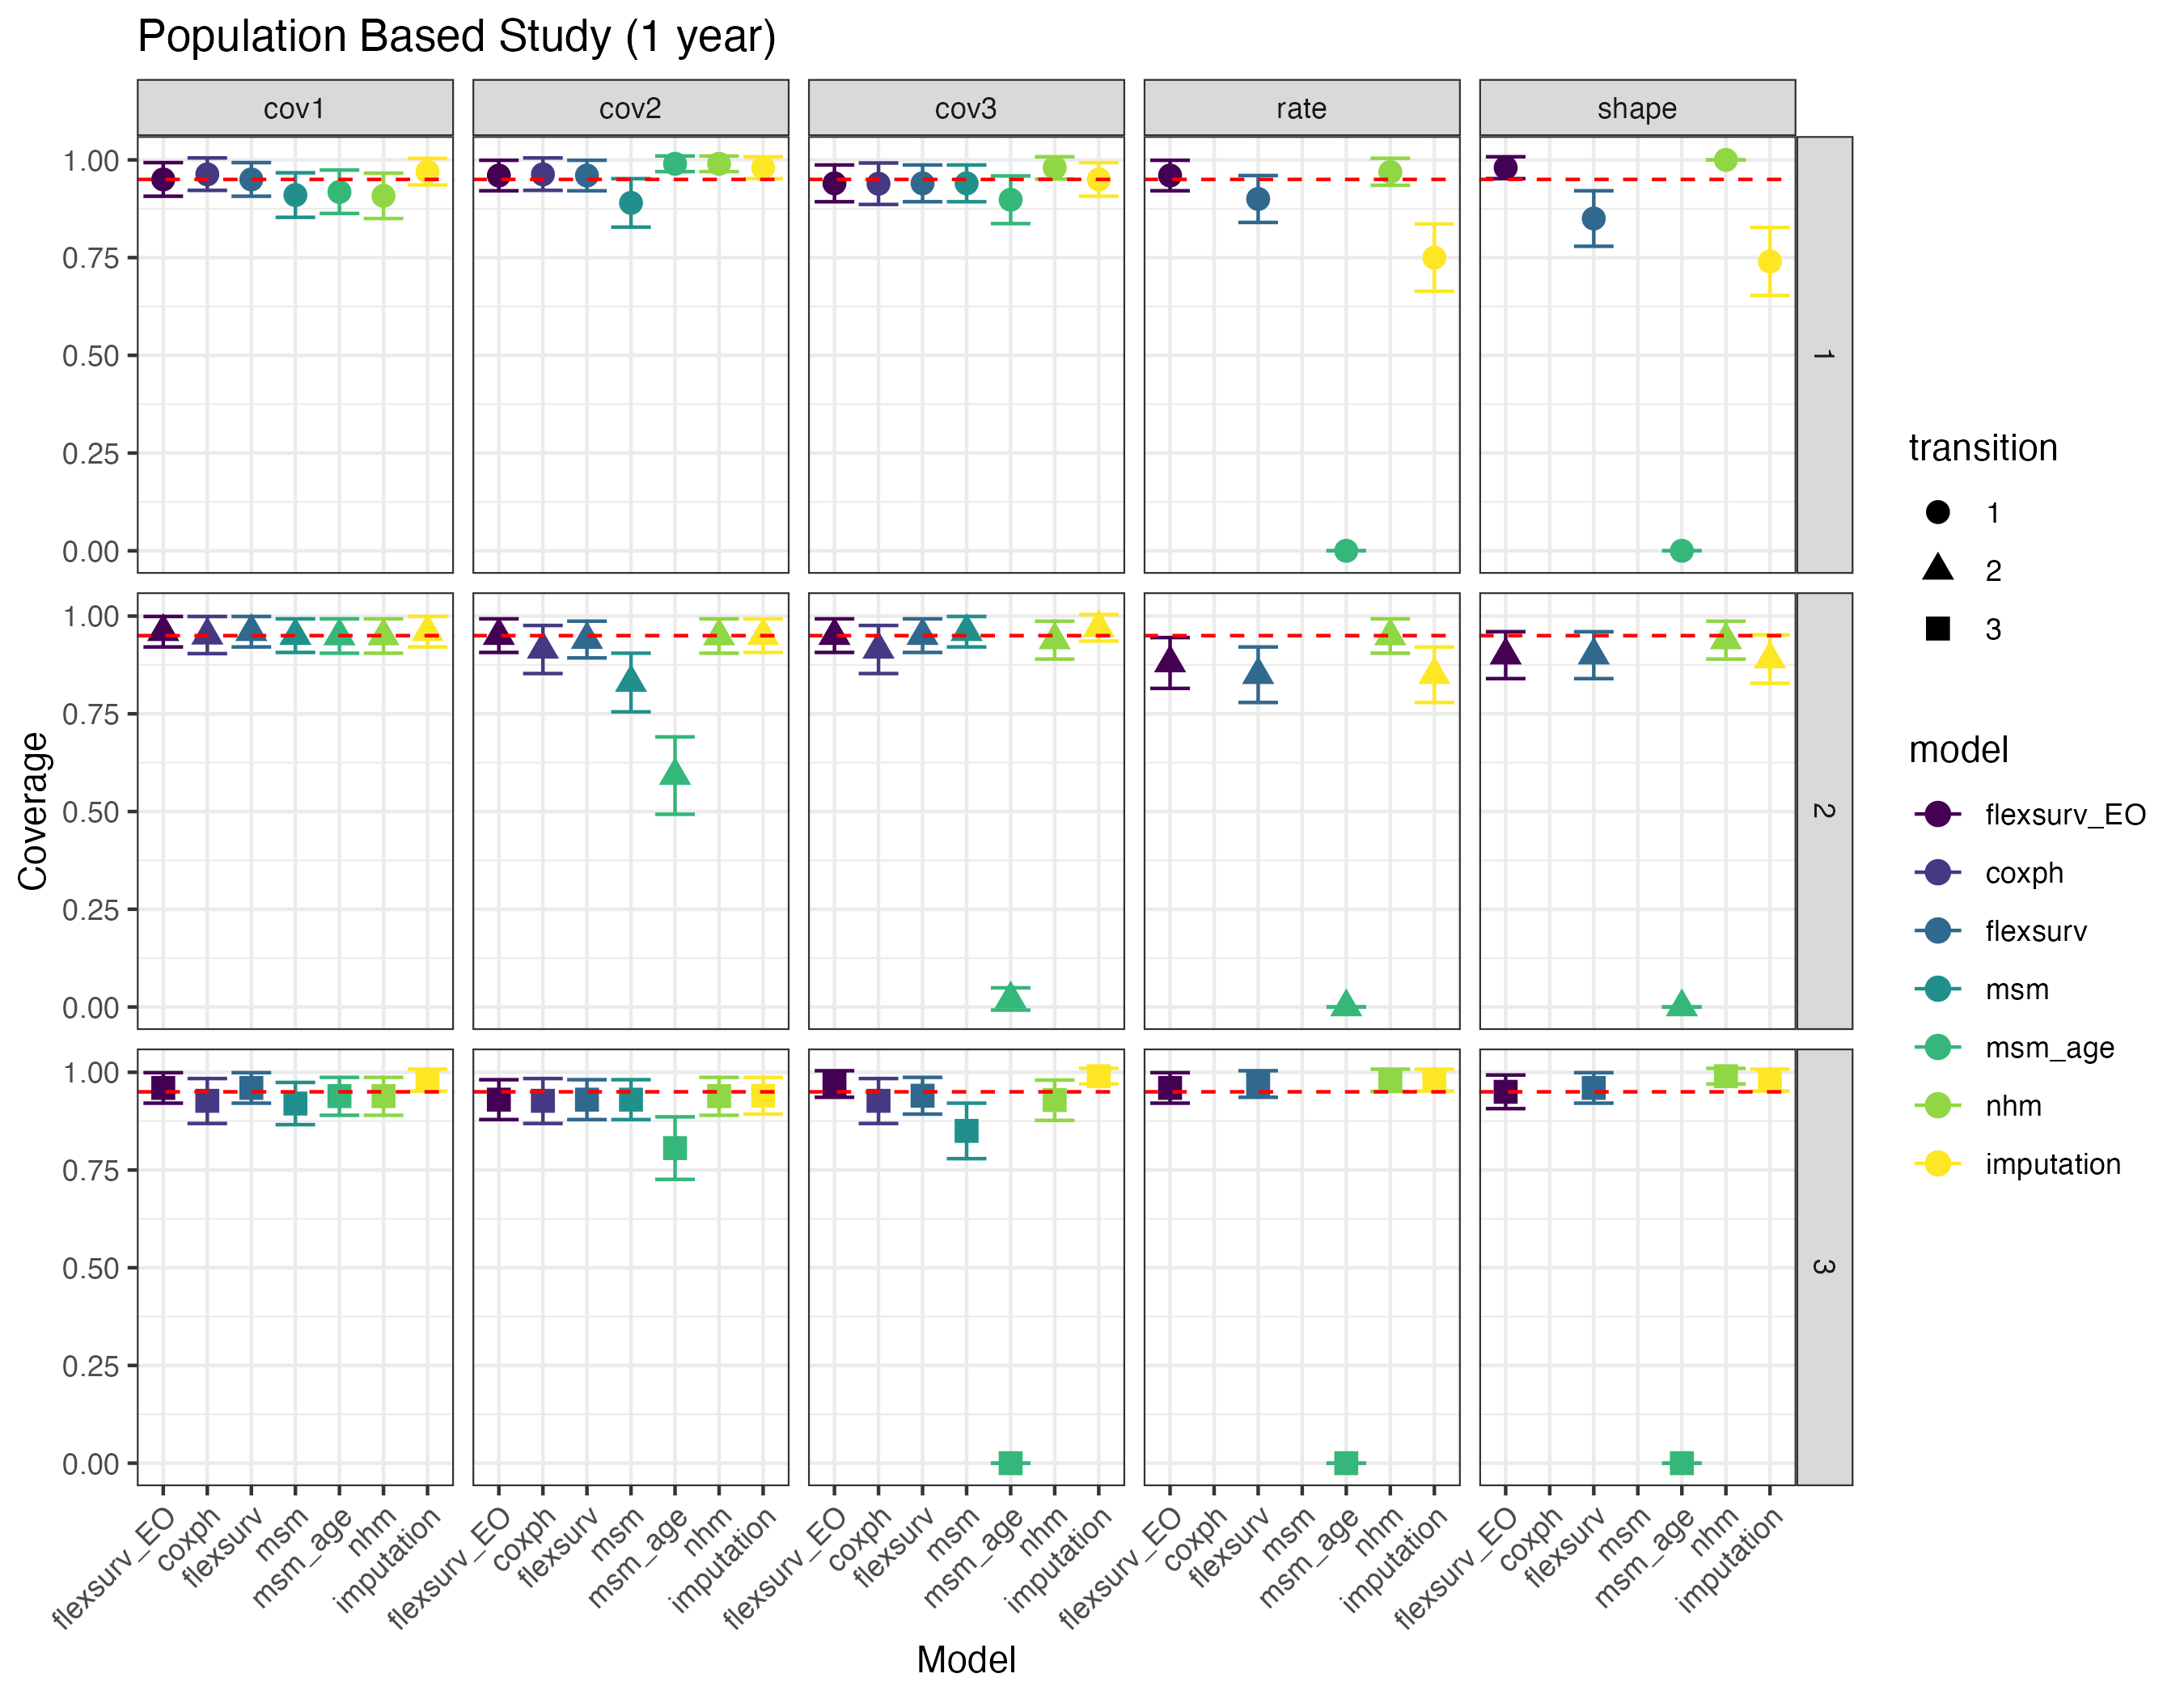 Population Based Study (1 year)
cov1 cov2 cov3 rate shape
1.00
0.75
0.50
0.25
0.00
1
1.00
0.75
0.50
0.25
0.00
2
1.00
0.75
0.50
0.25
0.00
3
Coverage
flexsurv_EO coxph flexsurv msm msm_age nhm imputation
flexsurv_EO coxph flexsurv msm msm_age nhm imputation
flexsurv_EO coxph flexsurv msm msm_age nhm imputation
flexsurv_EO coxph flexsurv msm msm_age nhm imputation
flexsurv_EO coxph flexsurv msm msm_age nhm imputation
Model
transition
1
2
3
model
flexsurv_EO
coxph
flexsurv
msm
msm_age
nhm
imputation